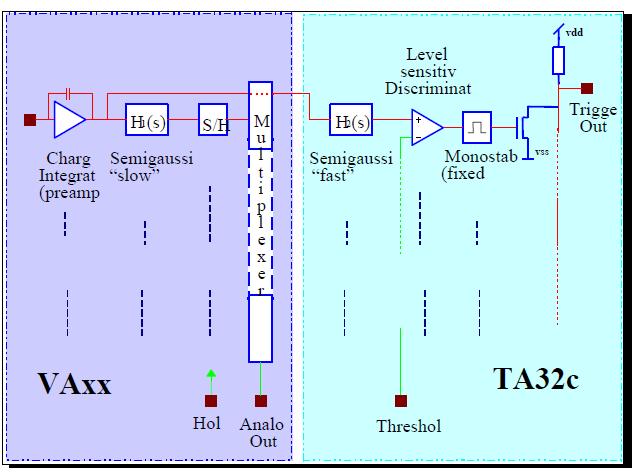 vdd
Level
sensitiv
Discriminat
H1(s)
S/H
M
u
l
t
i
p
l
e
x
e
r
H2(s)
+
-
Trigge
Out
vss
Charg
Integrat
(preamp
Semigaussi
“slow”
Semigaussi
“fast”
Monostab
(fixed
VAxx
TA32c
Hol
Analo
Out
Threshol